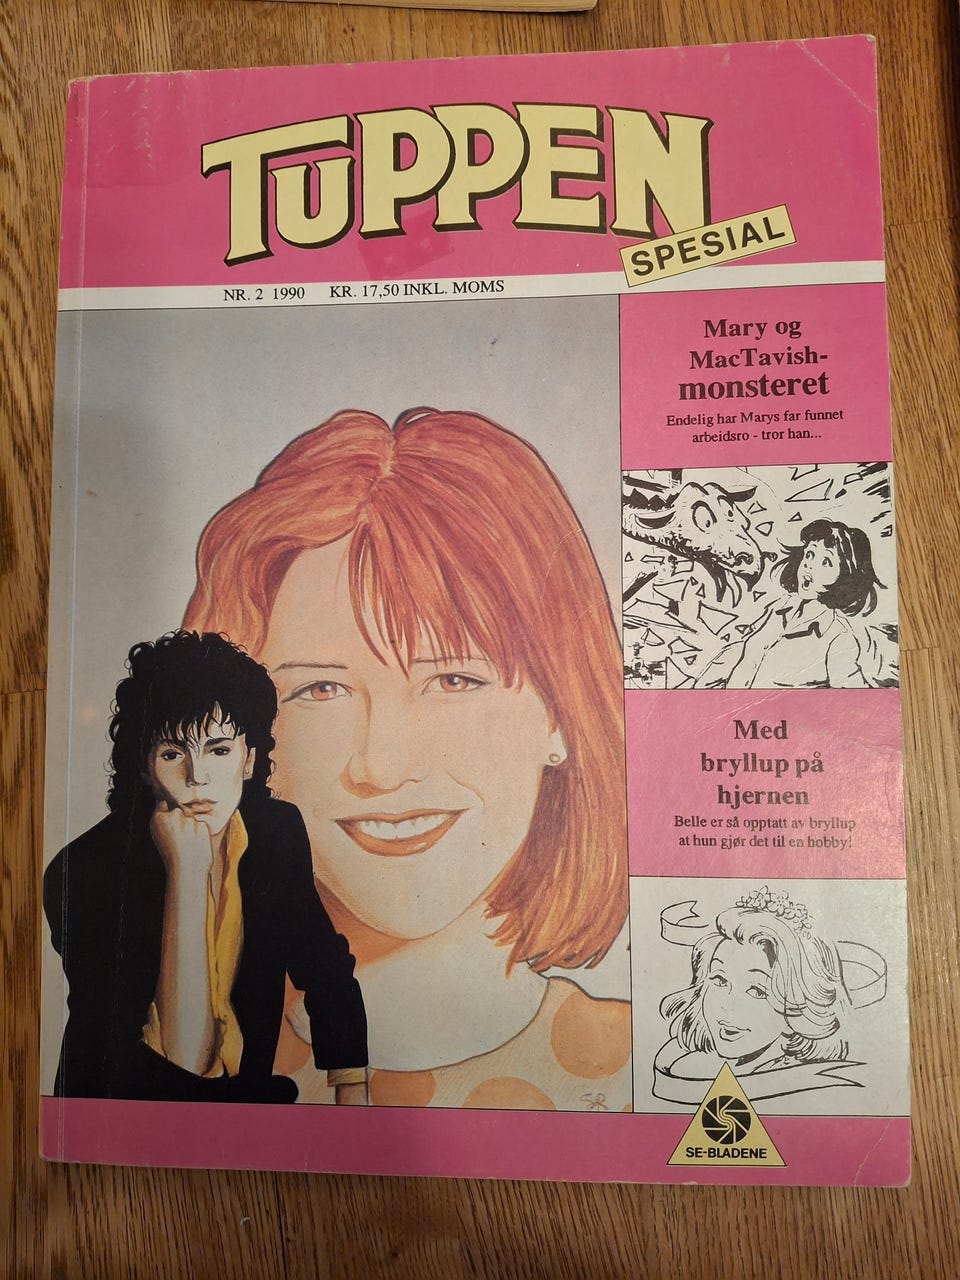 TUPPEN
SPESIAL
NR. 2 1990 KR. 17,50 INKL. MOMS
Mary og
MacTavish-
monsteret
Endelig har Marys far funnet
arbeidsro - tror han...
Med
bryllup på
hjernen
Belle er så opptatt av bryllup
at hun gjør det til en hobby!
SR
SE-BLADENE